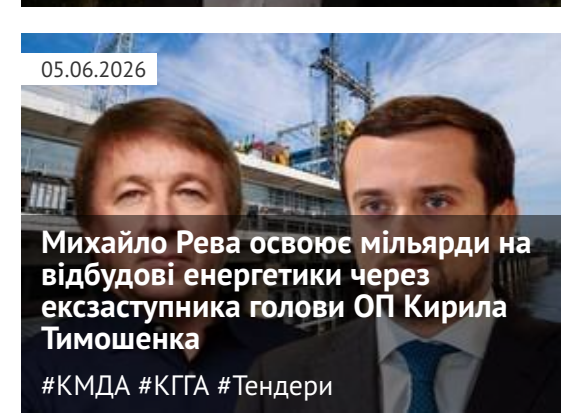 05.06.2026
Михайло Рева освоює мільярди на
відбудові енергетики через
ексзаступника голови ОП Кирила
Тимошенка
#КМДА #КГГА #Тендери